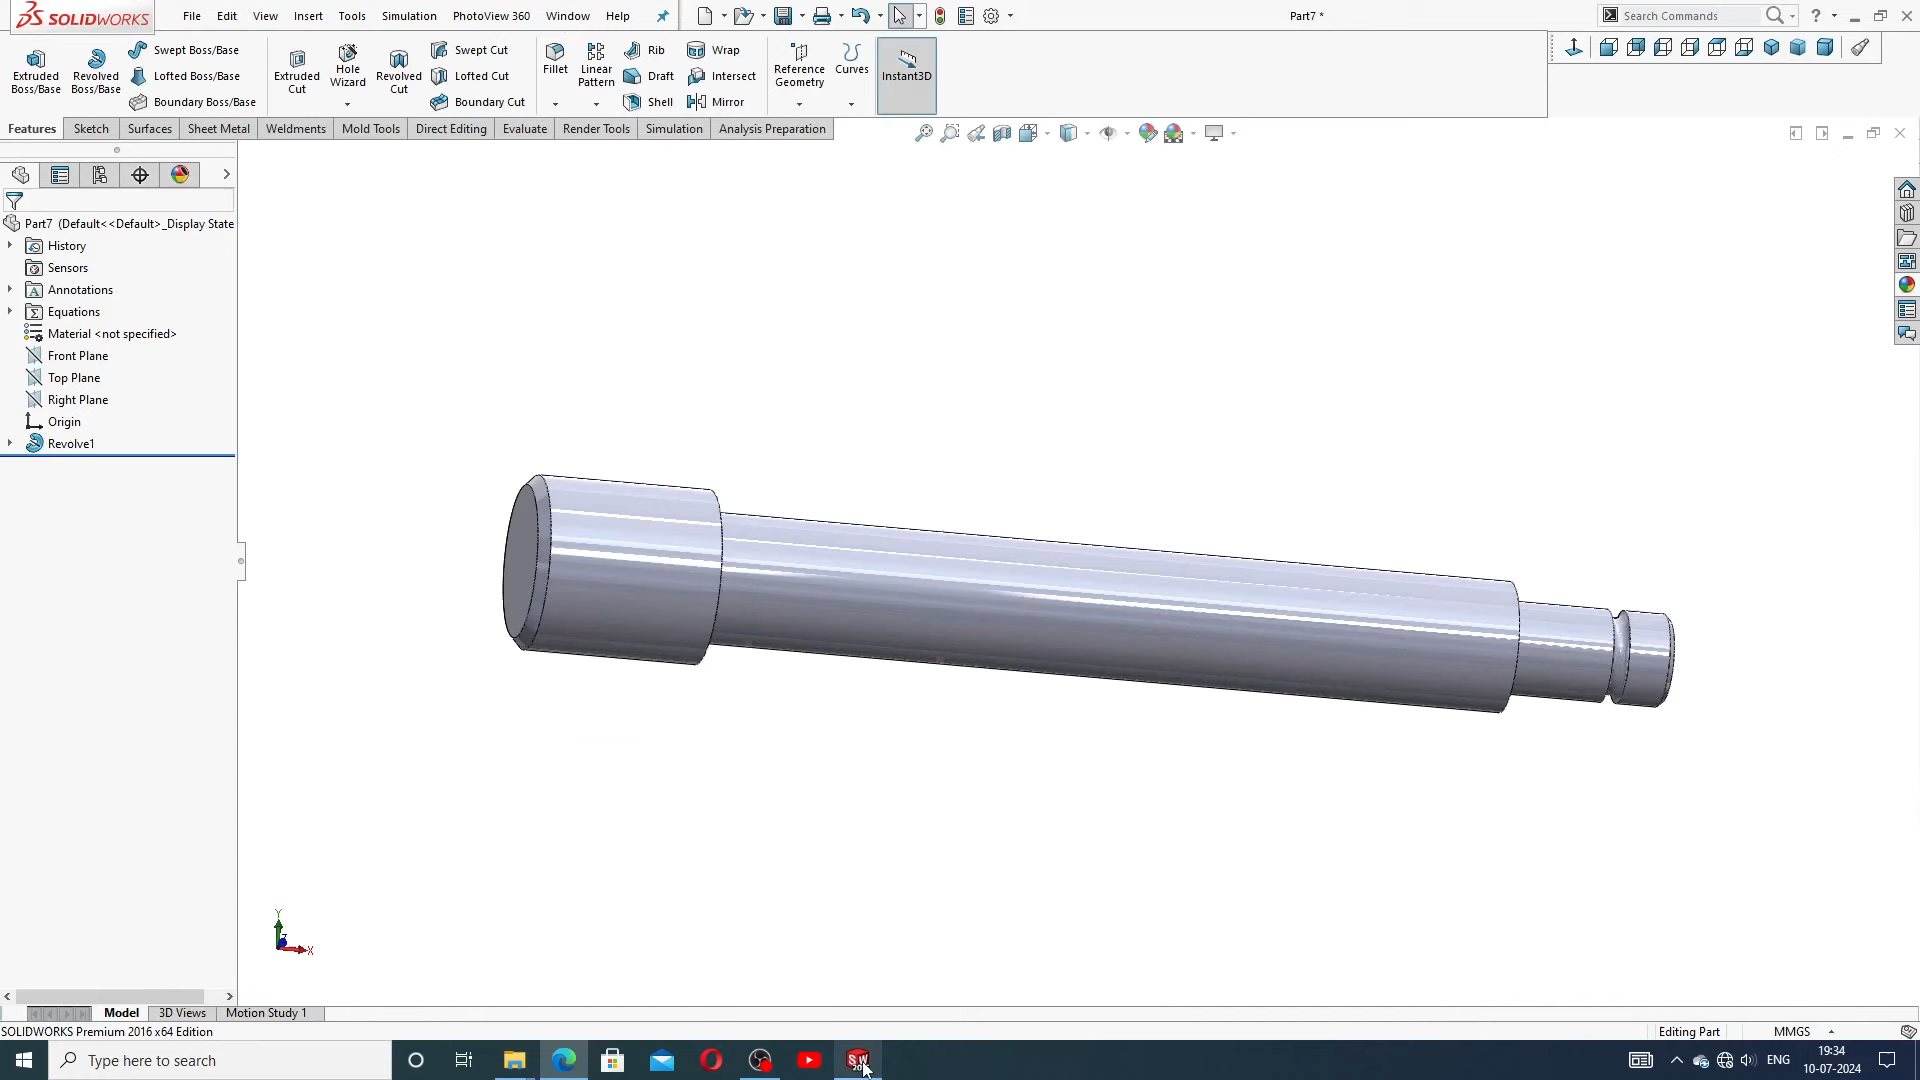 SOLIDWORKS File Edit View Insert Tools Simulation PhotoView 360 Window Help Part7 * Search Commands
Extruded Boss/Base Revolved Boss/Base Swept Boss/Base Lofted Boss/Base Boundary Boss/Base Extruded Cut Hole Wizard Revolved Cut Swept Cut Lofted Cut Boundary Cut Fillet Linear Pattern Rib Draft Shell Wrap Intersect Mirror Reference Geometry Curves Instant3D
Features Sketch Surfaces Sheet Metal Weldments Mold Tools Direct Editing Evaluate Render Tools Simulation Analysis Preparation
Part7 (Default<<Default>_Display State
History
Sensors
Annotations
Equations
Material <not specified>
Front Plane
Top Plane
Right Plane
Origin
Revolve1
Y
Z
X
Model 3D Views Motion Study 1
SOLIDWORKS Premium 2016 x64 Edition Editing Part MMGS
Type here to search ENG 19:34
10-07-2024